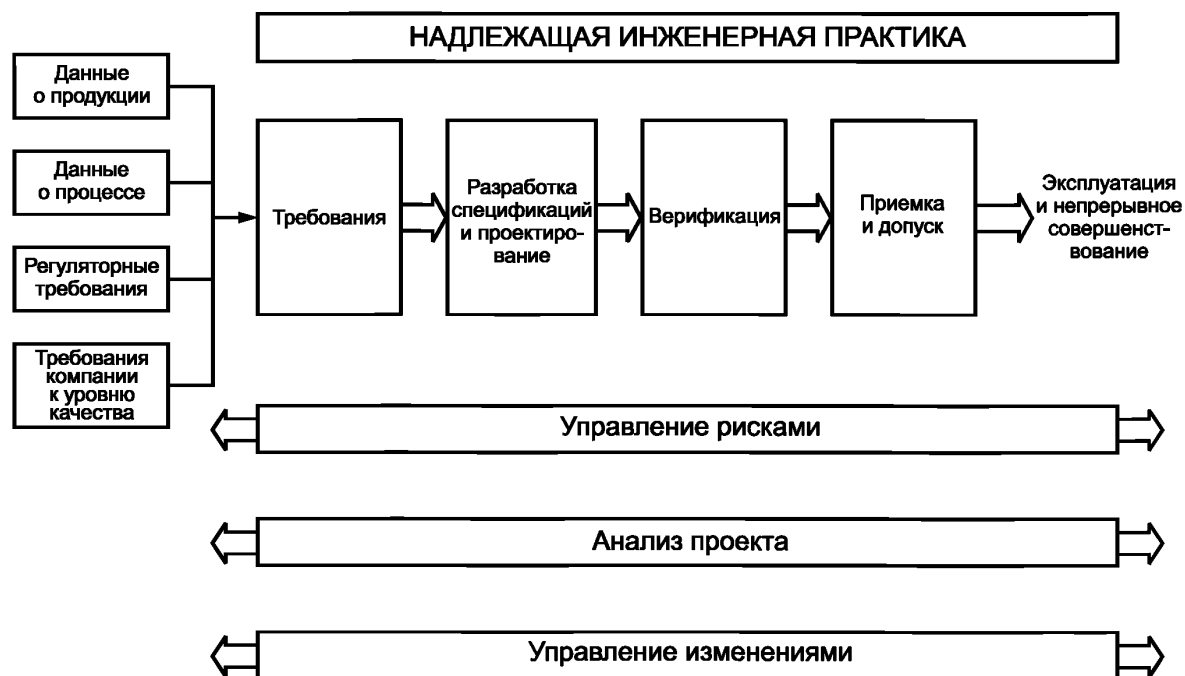 НАДЛЕЖАЩАЯ ИНЖЕНЕРНАЯ ПРАКТИКА
Данные
о продукции
Данные
о процессе
Регуляторные
требования
Требования
компании
к уровню
качества
Требования
Разработка
спецификаций
и проектиро-
вание
Верификация
Приемка
и допуск
Эксплуатация
и непрерывное
совершенст-
вование
Управление рисками
Анализ проекта
Управление изменениями